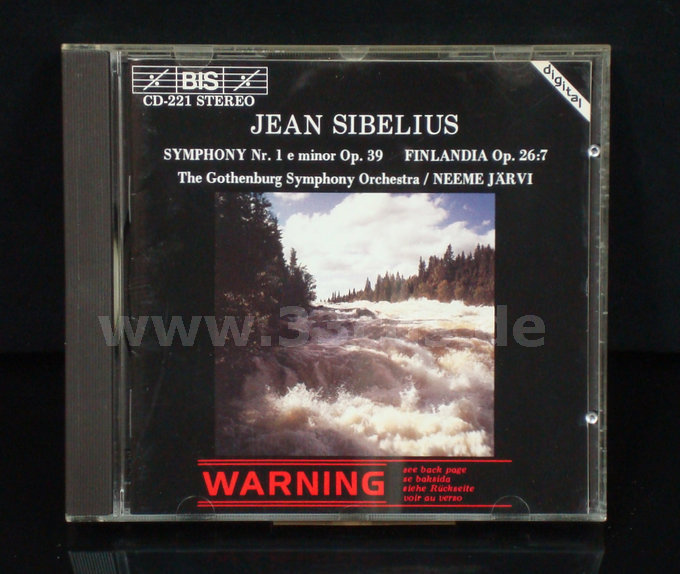 BIS
CD-221 STEREO
digital
JEAN SIBELIUS
SYMPHONY Nr. 1 e minor Op. 39 FINLANDIA Op. 26:7
The Gothenburg Symphony Orchestra / NEEME JÄRVI
WARNING
see back page
se baksida
siehe Rückseite
voir au verso